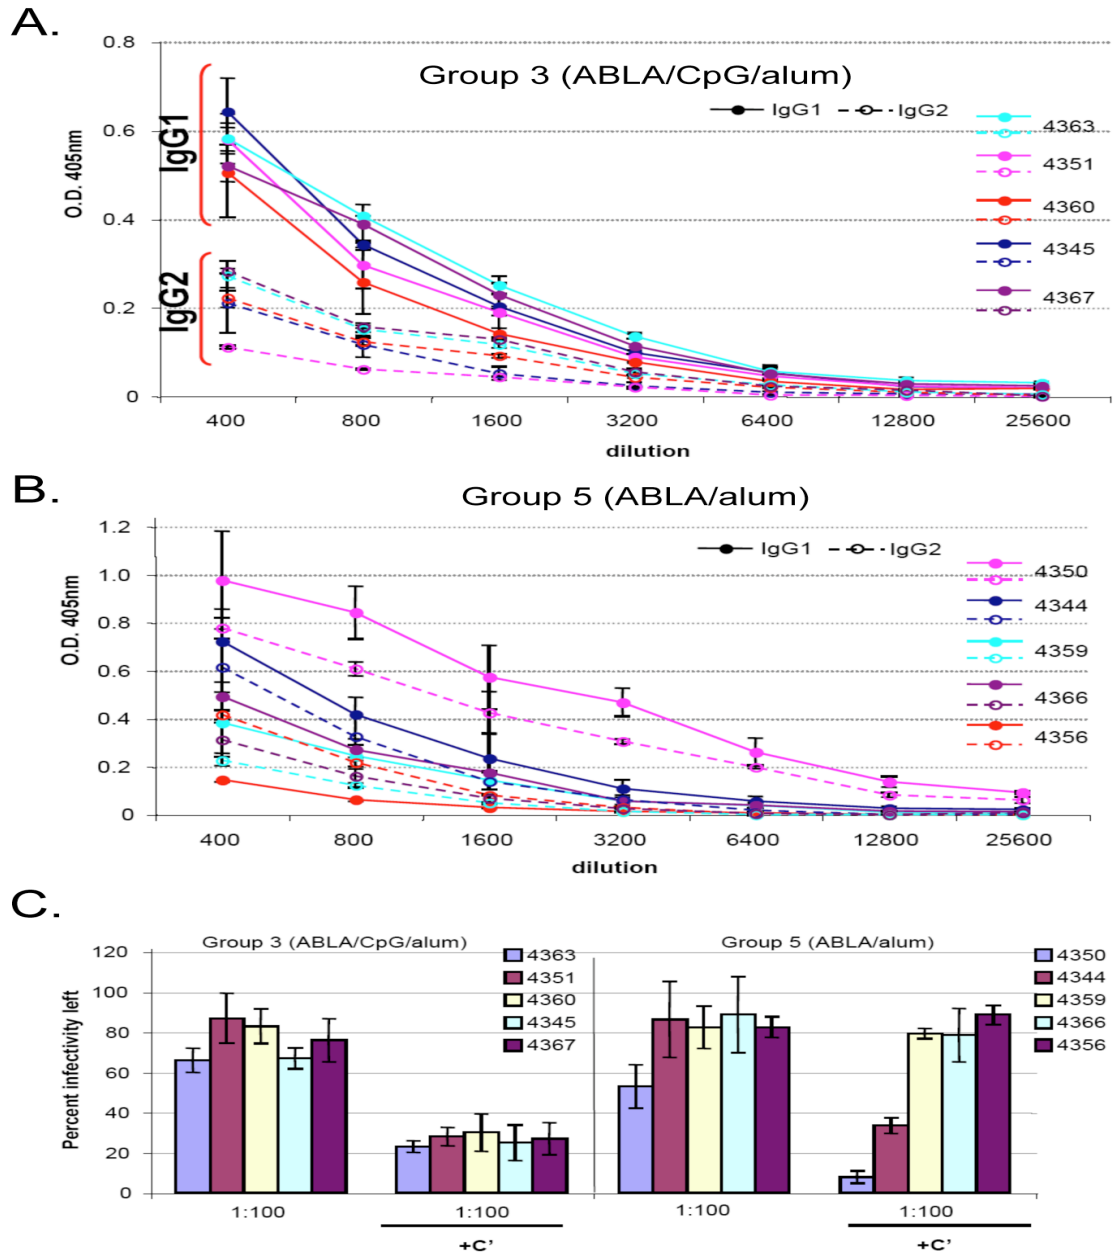 A.
Group 3 (ABLA/CpG/alum)
IgG1 IgG2
0.8
0.6
0.4
0.2
0
O.D. 405nm
IgG1
IgG2
4363
4351
4360
4345
4367
400 800 1600 3200 6400 12800 25600
dilution
B.
Group 5 (ABLA/alum)
IgG1 IgG2
1.2
1.0
0.8
0.6
0.4
0.2
0
O.D. 405nm
4350
4344
4359
4366
4356
400 800 1600 3200 6400 12800 25600
dilution
C.
Group 3 (ABLA/CpG/alum)
Group 5 (ABLA/alum)
120
100
80
60
40
20
0
Percent infectivity left
4363
4351
4360
4345
4367
4350
4344
4359
4366
4356
1:100 1:100 1:100 1:100
+C' +C'